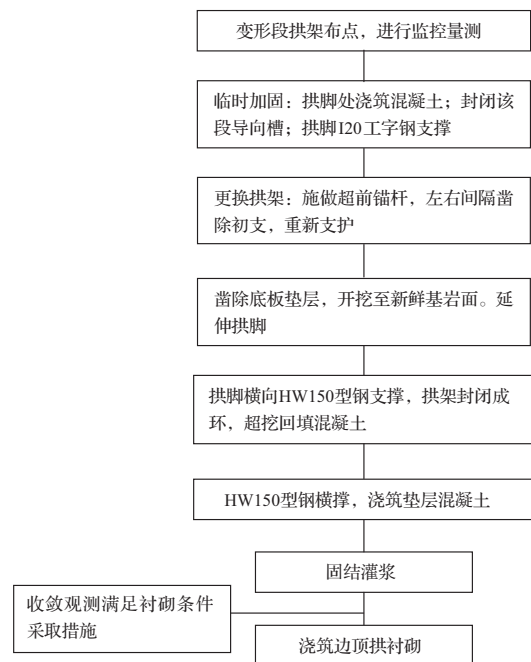 变形段拱架布点，进行监控量测
临时加固：拱脚处浇筑混凝土；封闭该
段导向槽；拱脚I20工字钢支撑
更换拱架：施做超前锚杆，左右间隔凿
除初支，重新支护
凿除底板垫层，开挖至新鲜基岩面。延
伸拱脚
拱脚横向HW150型钢支撑，拱架封闭成
环，超挖回填混凝土
HW150型钢横撑，浇筑垫层混凝土
固结灌浆
收敛观测满足衬砌条件
采取措施
浇筑边顶拱衬砌